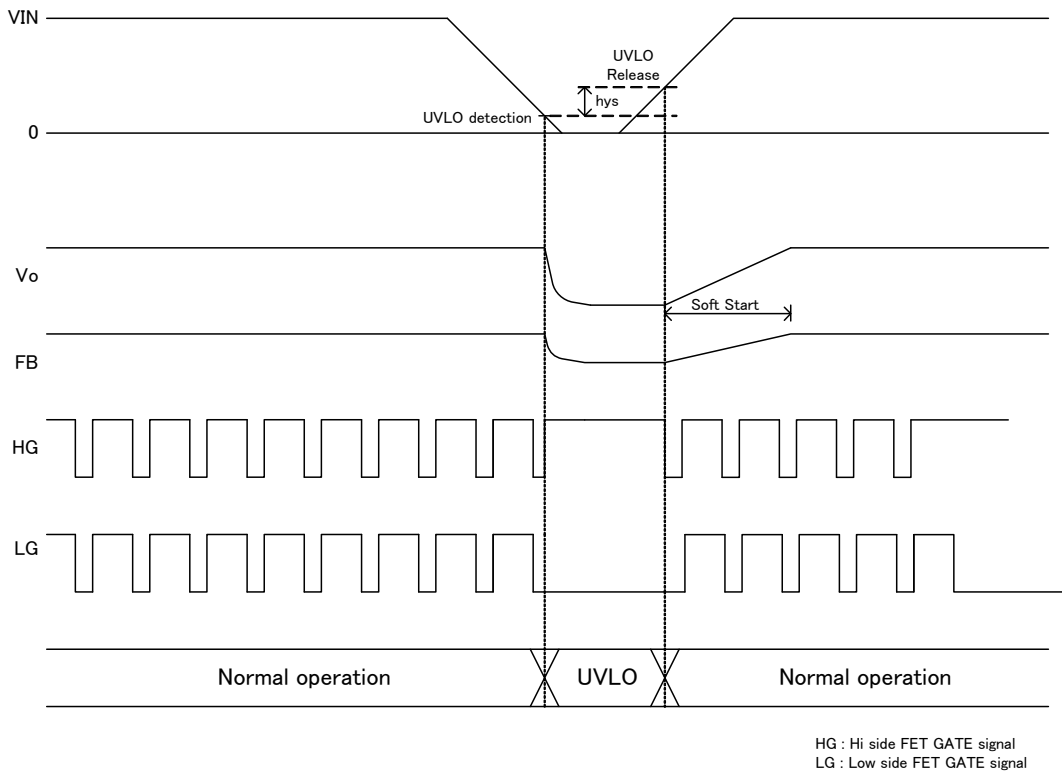 VIN
UVLO
Release
hys
UVLO detection
0
Vo
Soft Start
FB
HG
LG
Normal operation
UVLO
Normal operation
HG : Hi side FET GATE signal
LG : Low side FET GATE signal